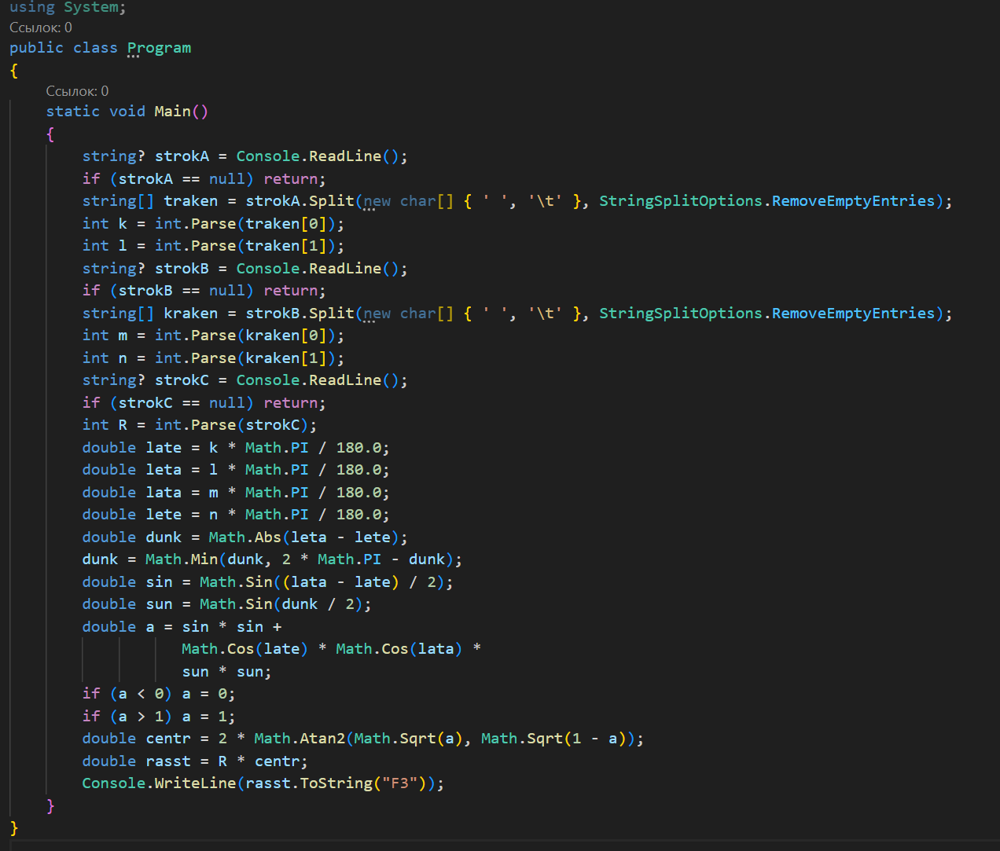 using System;
Ссылок: 0
public class Program
{
    Ссылок: 0
    static void Main()
    {
        string? strokA = Console.ReadLine();
        if (strokA == null) return;
        string[] traken = strokA.Split(new char[] { ' ', '\t' }, StringSplitOptions.RemoveEmptyEntries);
        int k = int.Parse(traken[0]);
        int l = int.Parse(traken[1]);
        string? strokB = Console.ReadLine();
        if (strokB == null) return;
        string[] kraken = strokB.Split(new char[] { ' ', '\t' }, StringSplitOptions.RemoveEmptyEntries);
        int m = int.Parse(kraken[0]);
        int n = int.Parse(kraken[1]);
        string? strokC = Console.ReadLine();
        if (strokC == null) return;
        int R = int.Parse(strokC);
        double late = k * Math.PI / 180.0;
        double leta = l * Math.PI / 180.0;
        double lata = m * Math.PI / 180.0;
        double lete = n * Math.PI / 180.0;
        double dunk = Math.Abs(leta - lete);
        dunk = Math.Min(dunk, 2 * Math.PI - dunk);
        double sin = Math.Sin((lata - late) / 2);
        double sun = Math.Sin(dunk / 2);
        double a = sin * sin +
                   Math.Cos(late) * Math.Cos(lata) *
                   sun * sun;
        if (a < 0) a = 0;
        if (a > 1) a = 1;
        double centr = 2 * Math.Atan2(Math.Sqrt(a), Math.Sqrt(1 - a));
        double rasst = R * centr;
        Console.WriteLine(rasst.ToString("F3"));
    }
}